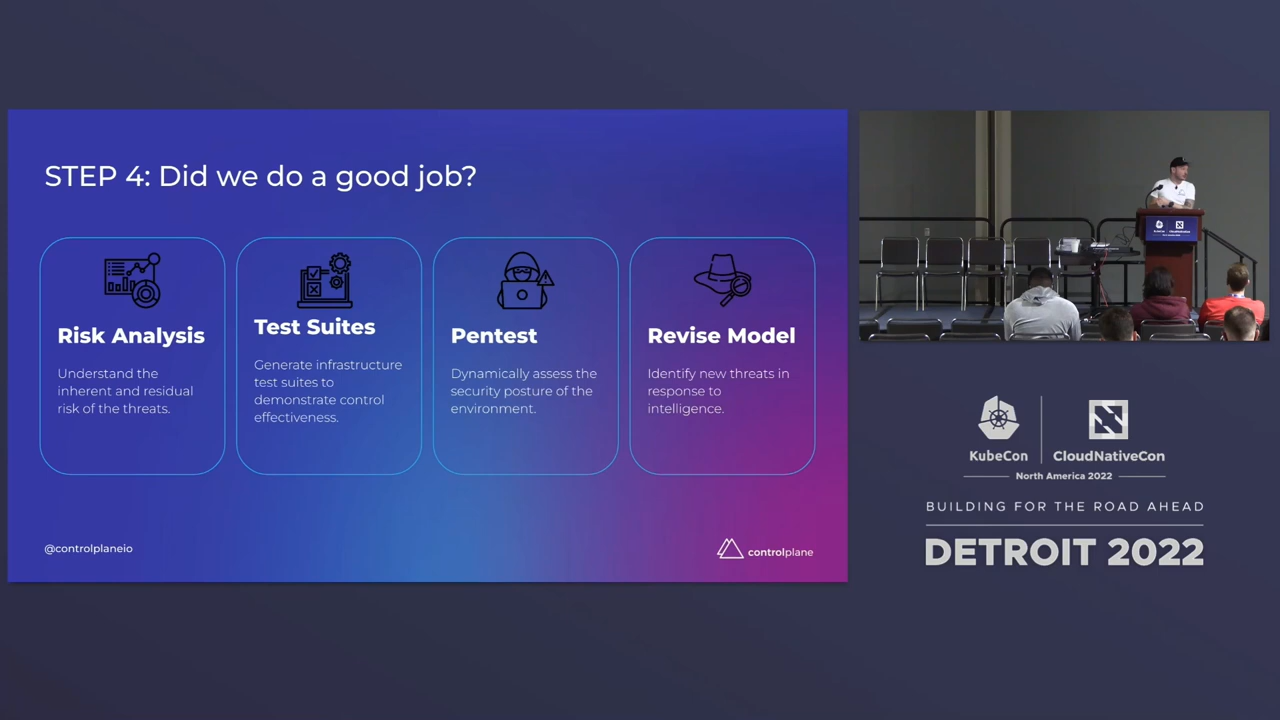 STEP 4: Did we do a good job?
Risk Analysis
Understand the
inherent and residual
risk of the threats.
Test Suites
Generate infrastructure
test suites to
demonstrate control
effectiveness.
Pentest
Dynamically assess the
security posture of the
environment.
Revise Model
Identify new threats in
response to
intelligence.
@controlplaneio
controlplane
KubeCon
CloudNativeCon
North America 2022
BUILDING FOR THE ROAD AHEAD
DETROIT 2022